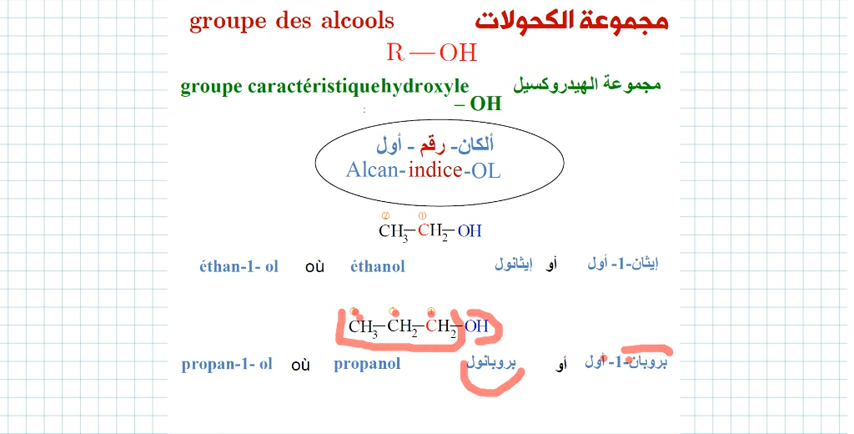 groupe des alcools مجموعة الكحولات
R — OH
groupe caractéristiquehydroxyle مجموعة الهيدروكسيل
– OH
:
ألكان- رقم - أول
Alcan-indice-OL
② ①
CH₃–CH₂–OH
éthan-1- ol où éthanol إيثانول أو إيثان-1- أول
CH₃–CH₂–CH₂–OH
propan-1- ol où propanol بروبانول أو بروبان-1- أول